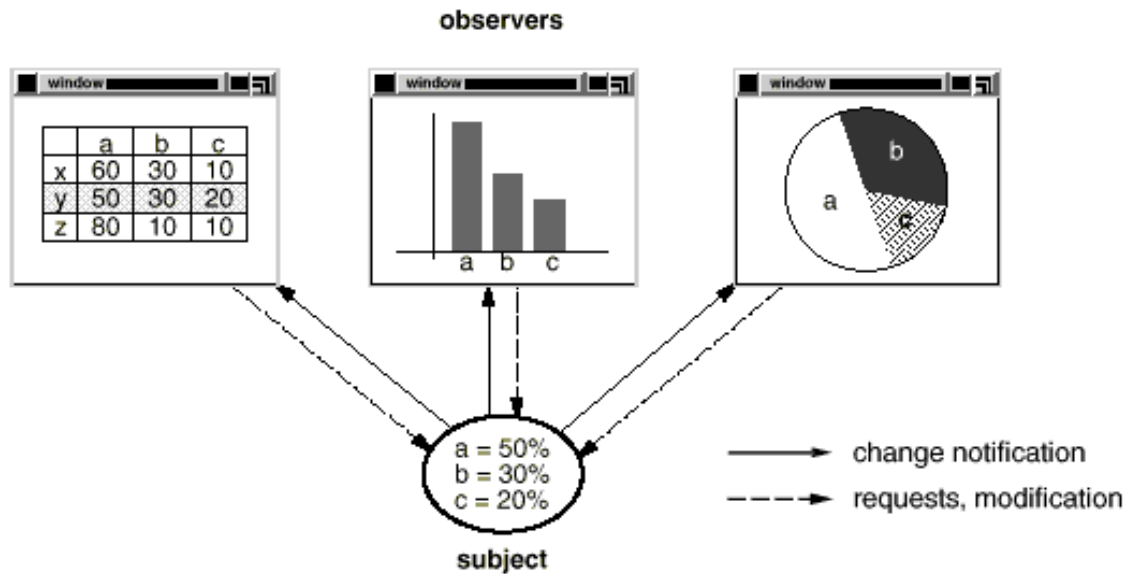 observers
window
window
window
a b c
x 60 30 10
y 50 30 20
z 80 10 10
a b c
b
a
c
a = 50%
b = 30%
c = 20%
subject
change notification
requests, modification